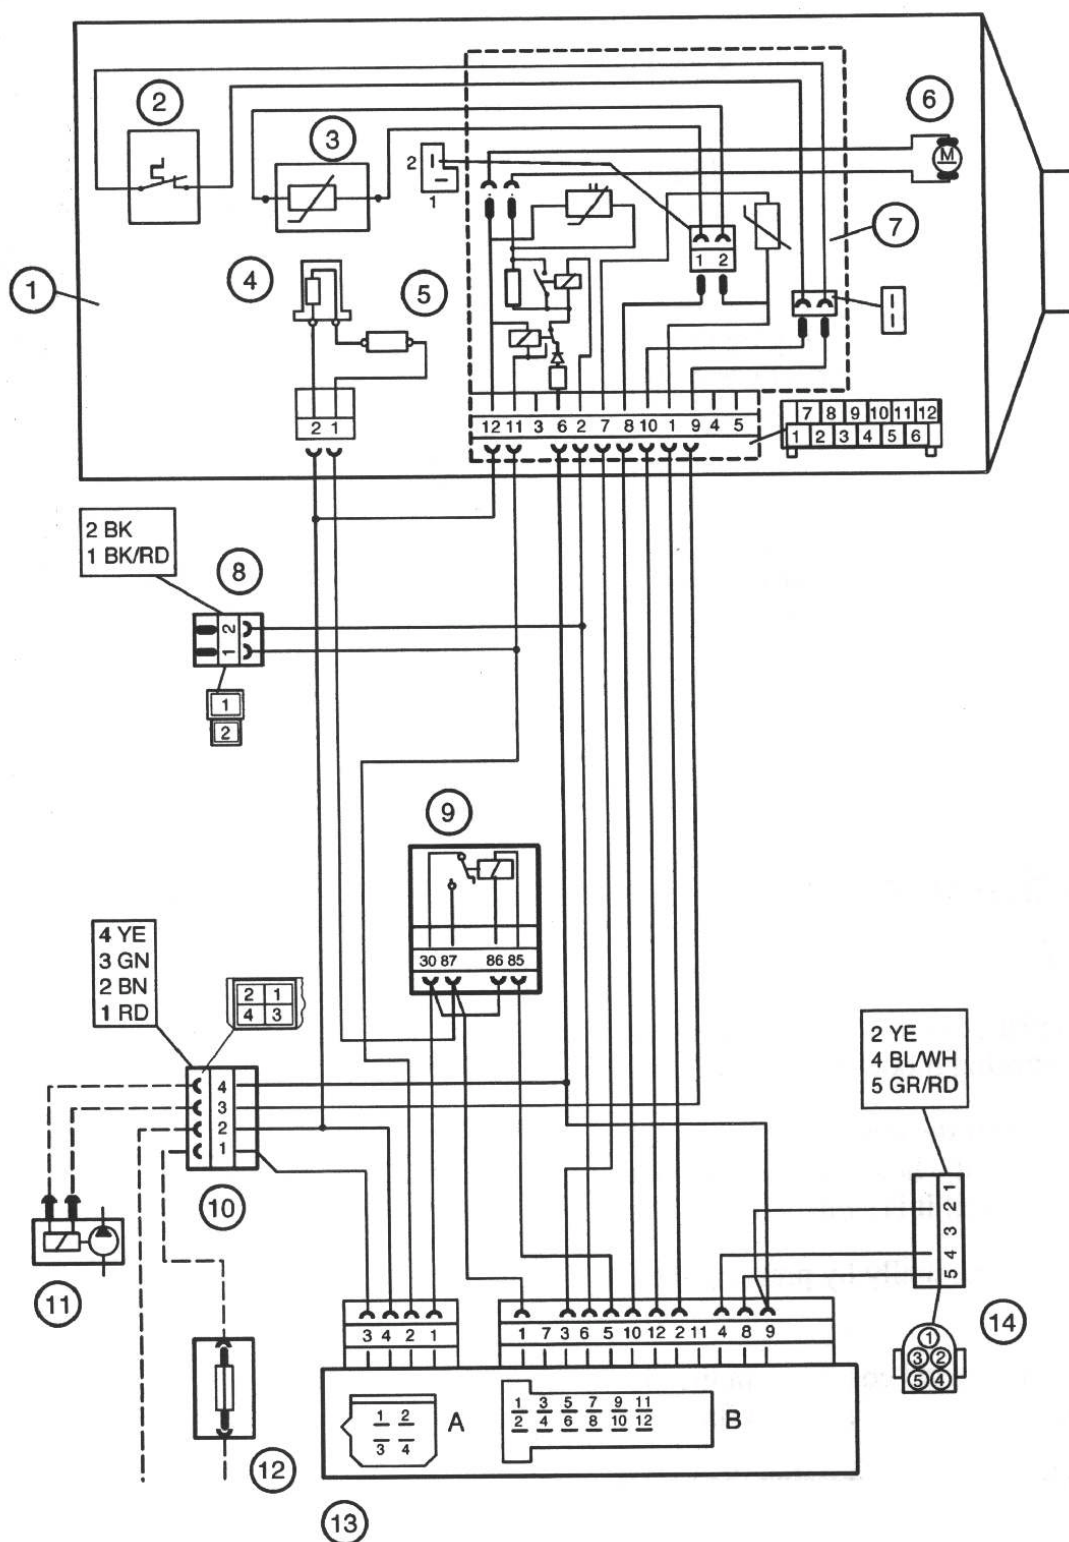 2
3
6
M
2
1
7
1
4
5
1 2
12 11 3 6 2 7 8 10 1 9 4 5
7 8 9 10 11 12
1 2 3 4 5 6
2 1
2 BK
1 BK/RD
8
2
1
1
2
9
30 87 86 85
4 YE
3 GN
2 BN
1 RD
2 1
4 3
2 YE
4 BL/WH
5 GR/RD
4
3
2
1
10
11
1
2
3
4
5
14
1
3 2
5 4
3 4 2 1
1 7 3 6 5 10 12 2 11 4 8 9
1 2
3 4
A
1 3 5 7 9 11
2 4 6 8 10 12
B
12
13